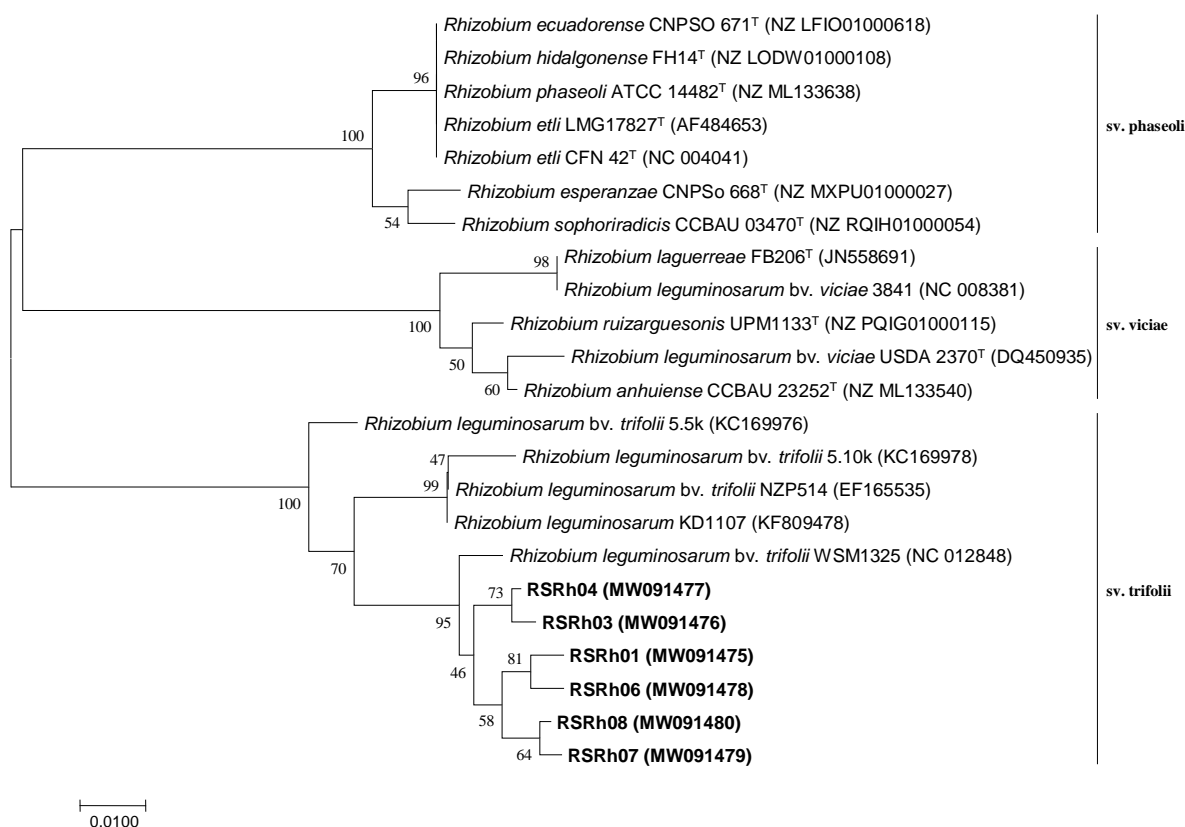 Rhizobium ecuadorense CNPSO 671ᵀ (NZ LFIO01000618)
Rhizobium hidalgonense FH14ᵀ (NZ LODW01000108)
96
Rhizobium phaseoli ATCC 14482ᵀ (NZ ML133638)
Rhizobium etli LMG17827ᵀ (AF484653)
sv. phaseoli
100
Rhizobium etli CFN 42ᵀ (NC 004041)
Rhizobium esperanzae CNPSo 668ᵀ (NZ MXPU01000027)
54
Rhizobium sophoriradicis CCBAU 03470ᵀ (NZ RQIH01000054)
98
Rhizobium laguerreae FB206ᵀ (JN558691)
Rhizobium leguminosarum bv. viciae 3841 (NC 008381)
100
Rhizobium ruizarguesonis UPM1133ᵀ (NZ PQIG01000115)
sv. viciae
50
Rhizobium leguminosarum bv. viciae USDA 2370ᵀ (DQ450935)
60
Rhizobium anhuiense CCBAU 23252ᵀ (NZ ML133540)
Rhizobium leguminosarum bv. trifolii 5.5k (KC169976)
47
Rhizobium leguminosarum bv. trifolii 5.10k (KC169978)
99
Rhizobium leguminosarum bv. trifolii NZP514 (EF165535)
100
Rhizobium leguminosarum KD1107 (KF809478)
Rhizobium leguminosarum bv. trifolii WSM1325 (NC 012848)
70
73
RSRh04 (MW091477)
sv. trifolii
95
RSRh03 (MW091476)
81
RSRh01 (MW091475)
46
RSRh06 (MW091478)
58
RSRh08 (MW091480)
64
RSRh07 (MW091479)
0.0100